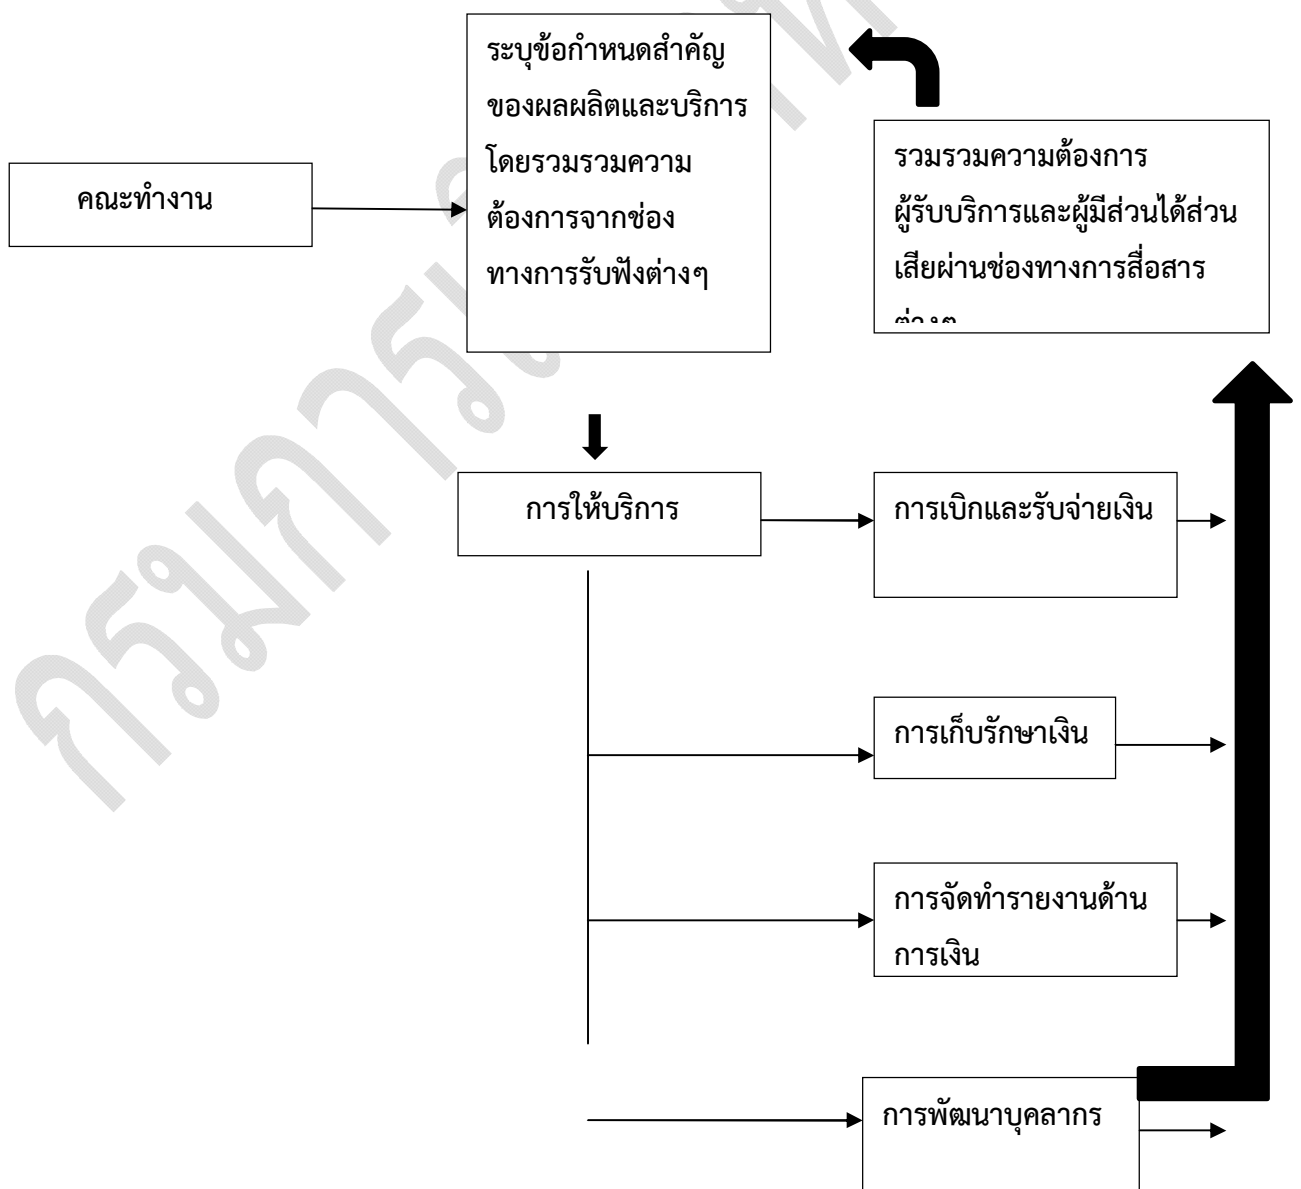 ระบุข้อกำหนดสำคัญ
ของผลผลิตและบริการ
โดยรวมรวมความ
ต้องการจากช่อง
ทางการรับฟังต่างๆ
รวมรวมความต้องการ
ผู้รับบริการและผู้มีส่วนได้ส่วน
เสียผ่านช่องทางการสื่อสาร
ต่างๆ
คณะทำงาน
การให้บริการ
การเบิกและรับจ่ายเงิน
การเก็บรักษาเงิน
การจัดทำรายงานด้าน
การเงิน
การพัฒนาบุคลากร
กรมการ